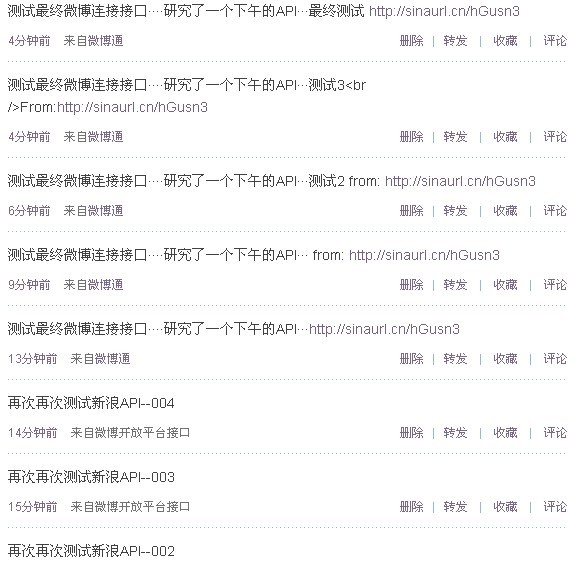 测试最终微博连接接口····研究了一个下午的API···最终测试 http://sinaurl.cn/hGusn3
4分钟前 来自微博通 删除 | 转发 | 收藏 | 评论
测试最终微博连接接口····研究了一个下午的API···测试3<br
/>From:http://sinaurl.cn/hGusn3
4分钟前 来自微博通 删除 | 转发 | 收藏 | 评论
测试最终微博连接接口····研究了一个下午的API···测试2 from: http://sinaurl.cn/hGusn3
6分钟前 来自微博通 删除 | 转发 | 收藏 | 评论
测试最终微博连接接口····研究了一个下午的API··· from: http://sinaurl.cn/hGusn3
9分钟前 来自微博通 删除 | 转发 | 收藏 | 评论
测试最终微博连接接口····研究了一个下午的API···http://sinaurl.cn/hGusn3
13分钟前 来自微博通 删除 | 转发 | 收藏 | 评论
再次再次测试新浪API--004
14分钟前 来自微博开放平台接口 删除 | 转发 | 收藏 | 评论
再次再次测试新浪API--003
15分钟前 来自微博开放平台接口 删除 | 转发 | 收藏 | 评论
再次再次测试新浪API--002